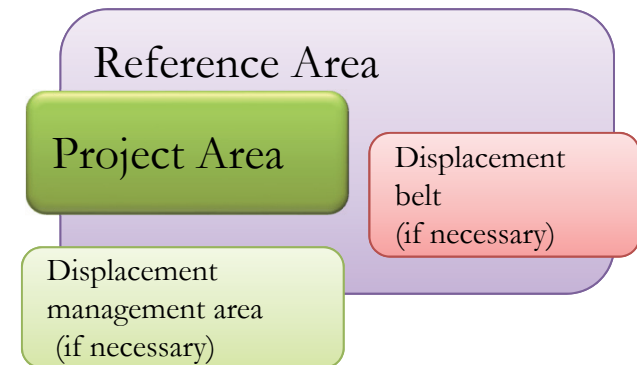 Reference Area
Project Area
Displacement
belt
(if necessary)
Displacement
management area
(if necessary)